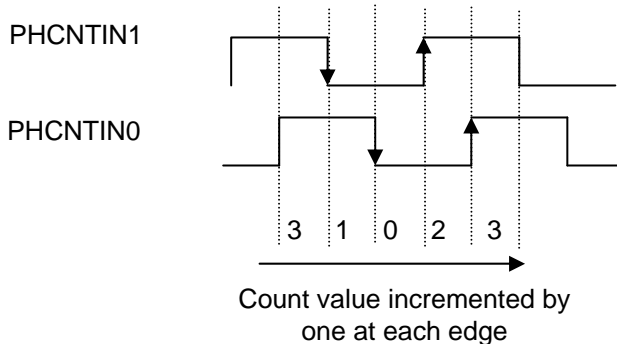 PHCNTIN1
PHCNTIN0
3 1 0 2 3
Count value incremented by
one at each edge